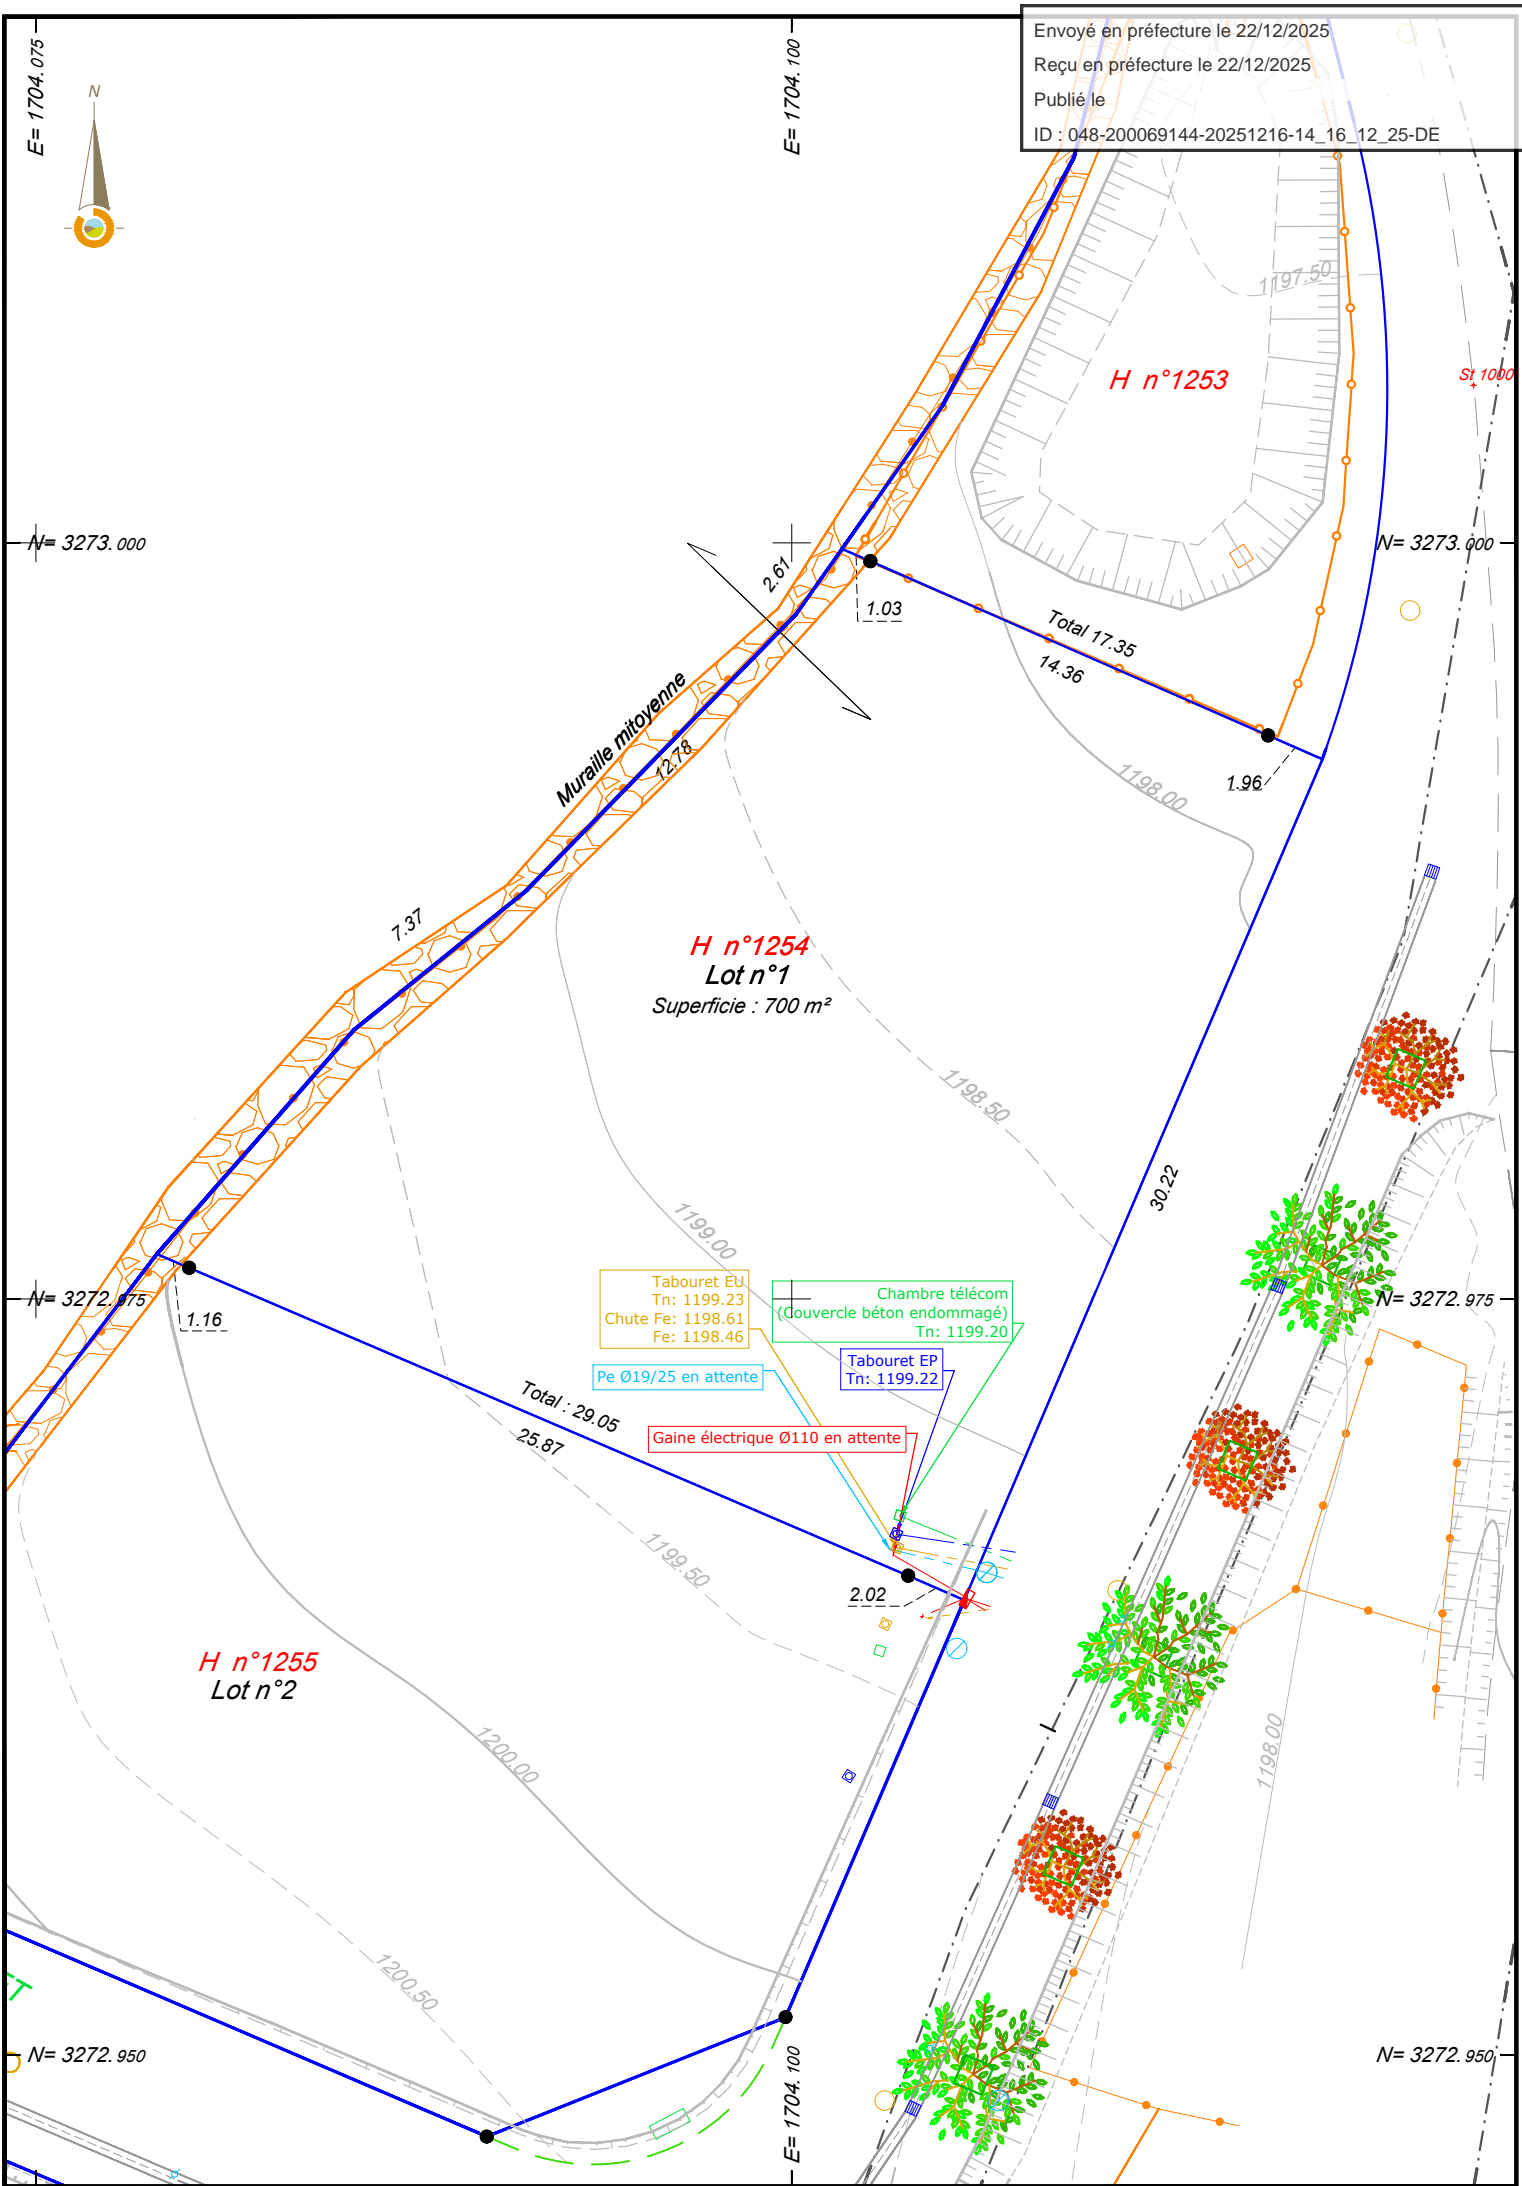 Envoyé en préfecture le 22/12/2025
Reçu en préfecture le 22/12/2025
Publié le
ID : 048-200069144-20251216-14_16_12_25-DE
E= 1704.075
E= 1704.100
N
1197.50
H n°1253
St 1000
N= 3273.000
N= 3273.000
2.61
1.03
Total 17.35
14.36
Muraille mitoyenne
12.78
1198.00
1.96
7.37
H n°1254
Lot n°1
Superficie : 700 m²
1198.50
30.22
1199.00
Tabouret EU
Tn: 1199.23
Chute Fe: 1198.61
Fe: 1198.46
Chambre télécom
(Couvercle béton endommagé)
Tn: 1199.20
N= 3272.975
N= 3272.975
1.16
Tabouret EP
Tn: 1199.22
Pe Ø19/25 en attente
Total : 29.05
25.87
Gaine électrique Ø110 en attente
1199.50
2.02
H n°1255
Lot n°2
1200.00
1198.00
1200.50
N= 3272.950
N= 3272.950
E= 1704.100